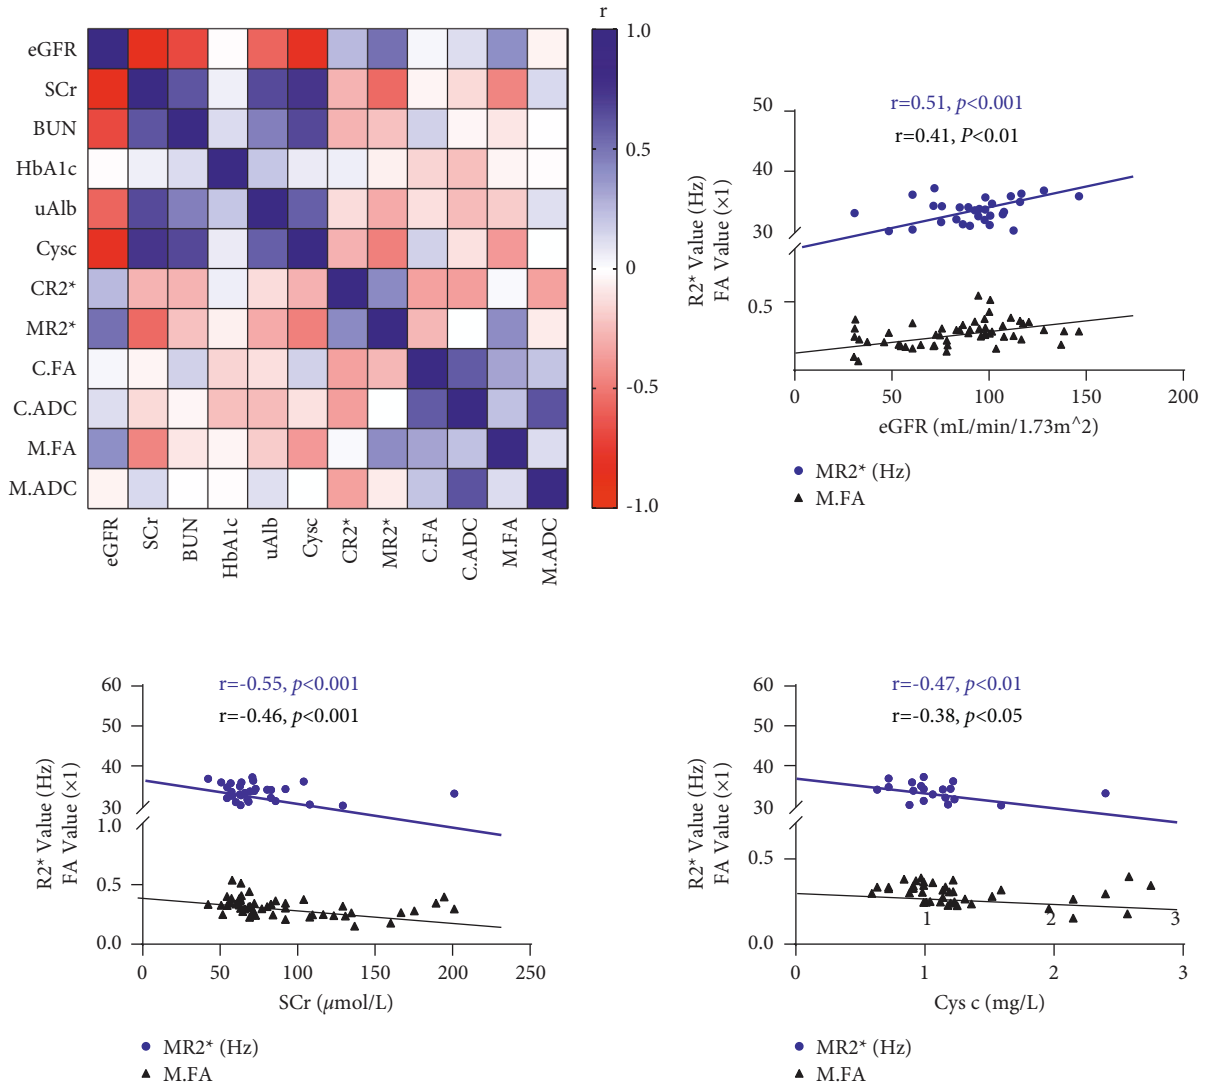 r
eGFR
SCr
BUN
HbA1c
uAlb
Cysc
CR2*
MR2*
C.FA
C.ADC
M.FA
M.ADC
eGFR
SCr
BUN
HbA1c
uAlb
Cysc
CR2*
MR2*
C.FA
C.ADC
M.FA
M.ADC
1.0
0.5
0
-0.5
-1.0
r=0.51, p<0.001
r=0.41, P<0.01
R2* Value (Hz)
FA Value (×1)
50
40
30
0.5
0 50 100 150 200
eGFR (mL/min/1.73m^2)
MR2* (Hz)
M.FA
r=-0.55, p<0.001
r=-0.46, p<0.001
R2* Value (Hz)
FA Value (×1)
60
50
40
30
1.0
0.5
0.0
0 50 100 150 200 250
SCr (μmol/L)
MR2* (Hz)
M.FA
r=-0.47, p<0.01
r=-0.38, p<0.05
R2* Value (Hz)
FA Value (×1)
60
50
40
30
0.5
0.0
1 2 3
0 1 2 3
Cys c (mg/L)
MR2* (Hz)
M.FA